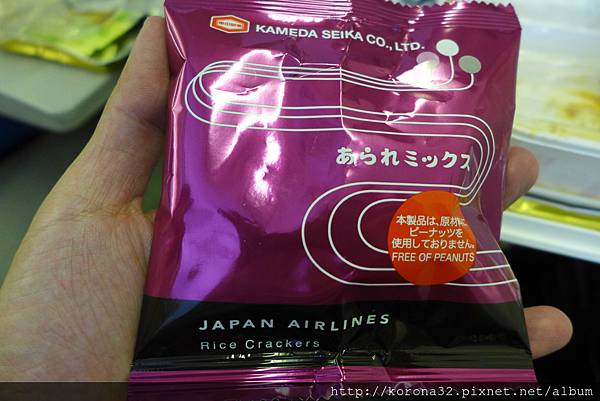 KAMEDA SEIKA CO., LTD.
あられミックス
本製品は、原材に
ピーナッツを
使用しておりません。
FREE OF PEANUTS
JAPAN AIRLINES
Rice Crackers
http://korona32.pixnet.net/album